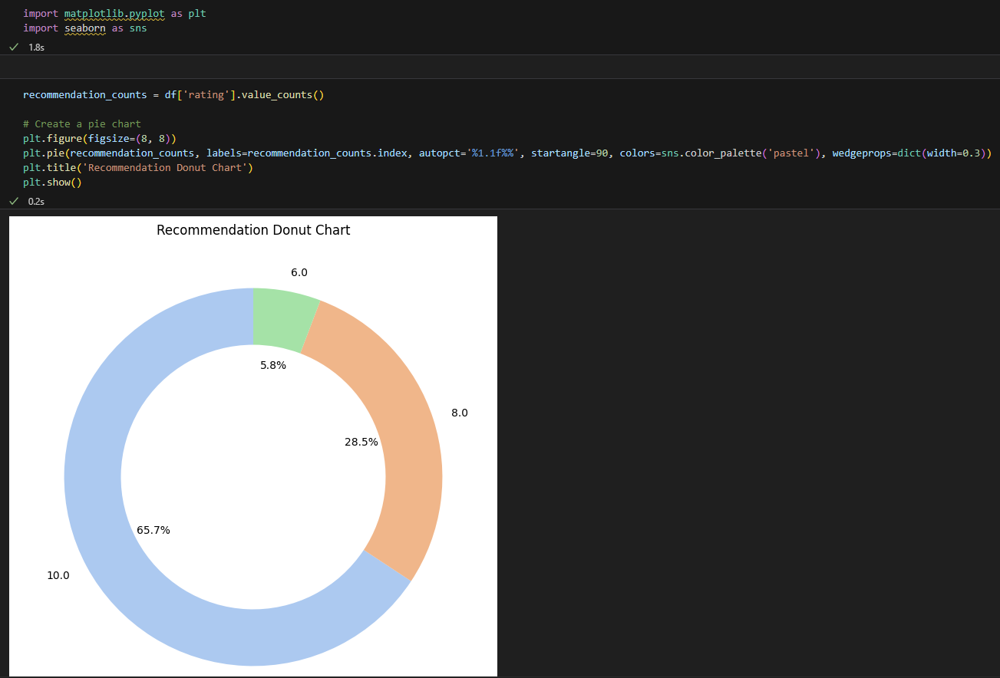 import matplotlib.pyplot as plt
import seaborn as sns
1.8s
recommendation_counts = df['rating'].value_counts()
# Create a pie chart
plt.figure(figsize=(8, 8))
plt.pie(recommendation_counts, labels=recommendation_counts.index, autopct='%1.1f%%', startangle=90, colors=sns.color_palette('pastel'), wedgeprops=dict(width=0.3))
plt.title('Recommendation Donut Chart')
plt.show()
0.2s
Recommendation Donut Chart
6.0
5.8%
8.0
28.5%
65.7%
10.0